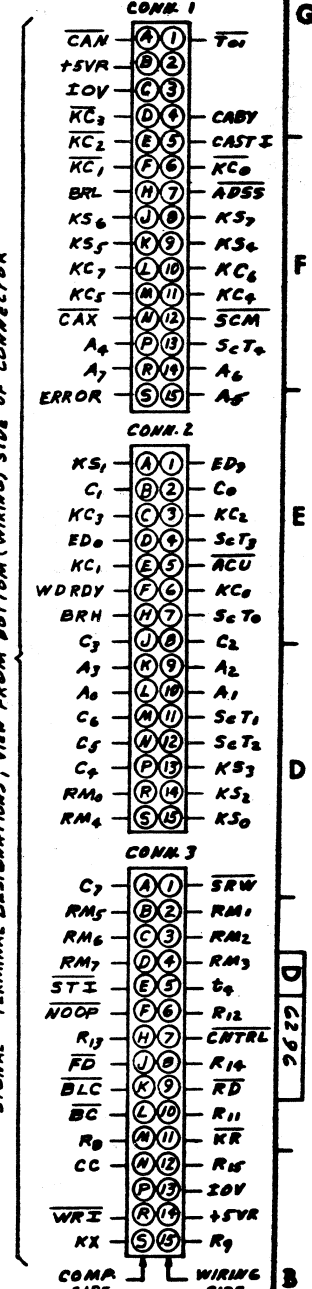 CONN. 1
G
CAN A 1 T01
+5VR B 2
IOV C 3
KC3 D 4 CABY
KC2 E 5 CASTI
KC1 F 6 KC0
BRL H 7 ADSS
KS6 J 8 KS7
KS5 K 9 KS4
KC7 L 10 KC6 F
KC5 M 11 KC4
CAX N 12 SCM
A4 P 13 SCT4
A7 R 14 A6
ERROR S 15 A5
CONN. 2
KS1 A 1 ED7
C1 B 2 C0
KC3 C 3 KC2 E
ED0 D 4 SCT3
KC1 E 5 ACU
WDRDY F 6 KC0
BRH H 7 SCT0
C3 J 8 C2
A3 K 9 A2
A0 L 10 A1
C6 M 11 SCT1
C5 N 12 SCT2
C4 P 13 KS3 D
RM0 R 14 KS2
RM4 S 15 KS0
CONN. 3
C7 A 1 SRW
RM5 B 2 RM1
RM6 C 3 RM2
RM7 D 4 RM3
STI E 5 t4
NOOP F 6 R12
R13 H 7 CNTRL
FD J 8 R14
BLC K 9 RD
BC L 10 R11
R8 M 11 KR
CC N 12 R15
P 13 IOV
WRI R 14 +5VR
KX S 15 R9
COMP. WIRING
SIDE
B
D 6296
TERMINAL DESIGNATIONS, VIEW FROM BOTTOM (WIRING) SIDE OF CONNECTOR